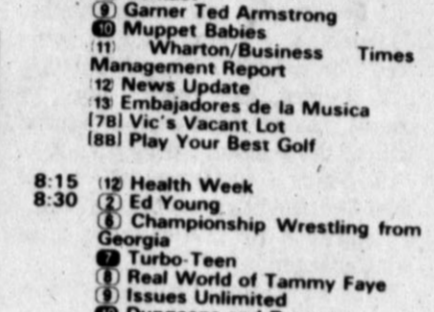 (9) Garner Ted Armstrong
(10) Muppet Babies
(11) Wharton/Business Times
Management Report
(12) News Update
(13) Embajadores de la Musica
[7B] Vic's Vacant Lot
[8B] Play Your Best Golf
8:15 (12) Health Week
8:30 (2) Ed Young
(6) Championship Wrestling from
Georgia
(7) Turbo-Teen
(8) Real World of Tammy Faye
(9) Issues Unlimited